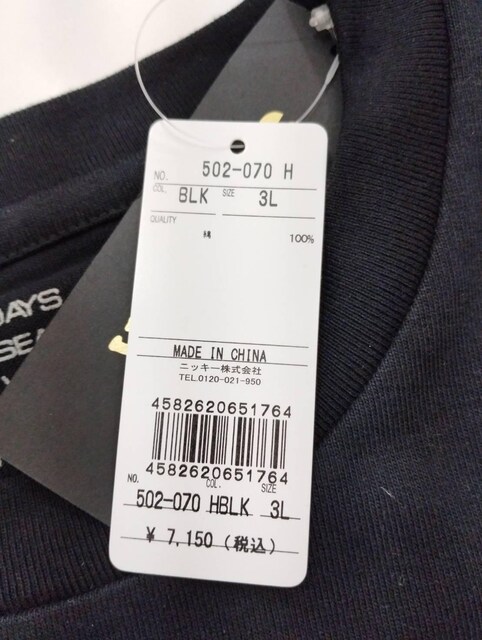 NO. 502-070 H
COL. BLK SIZE 3L
QUALITY
綿 100%
MADE IN CHINA
ニッキー株式会社
TEL.0120-021-950
4582620651764
4582620651764
NO. COL. SIZE
502-070 HBLK 3L
¥ 7,150 (税込)
DAYS